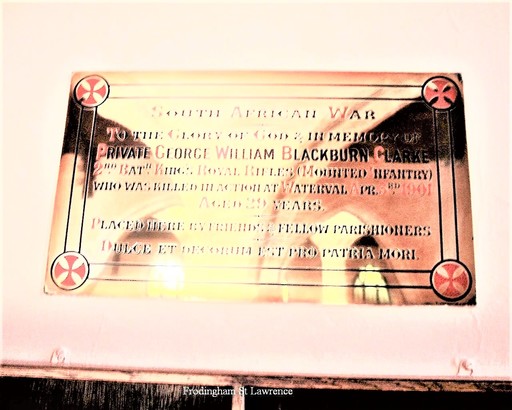 South African War
To the Glory of God & in memory of
Private George William Blackburn Clarke
2nd Batn Kings Royal Rifles (Mounted Infantry)
who was killed in action at Waterval Apr. 3rd 1901
Aged 29 years.
Placed here by friends & fellow parishioners
Dulce et decorum est pro patria mori.
Frodingham St Lawrence